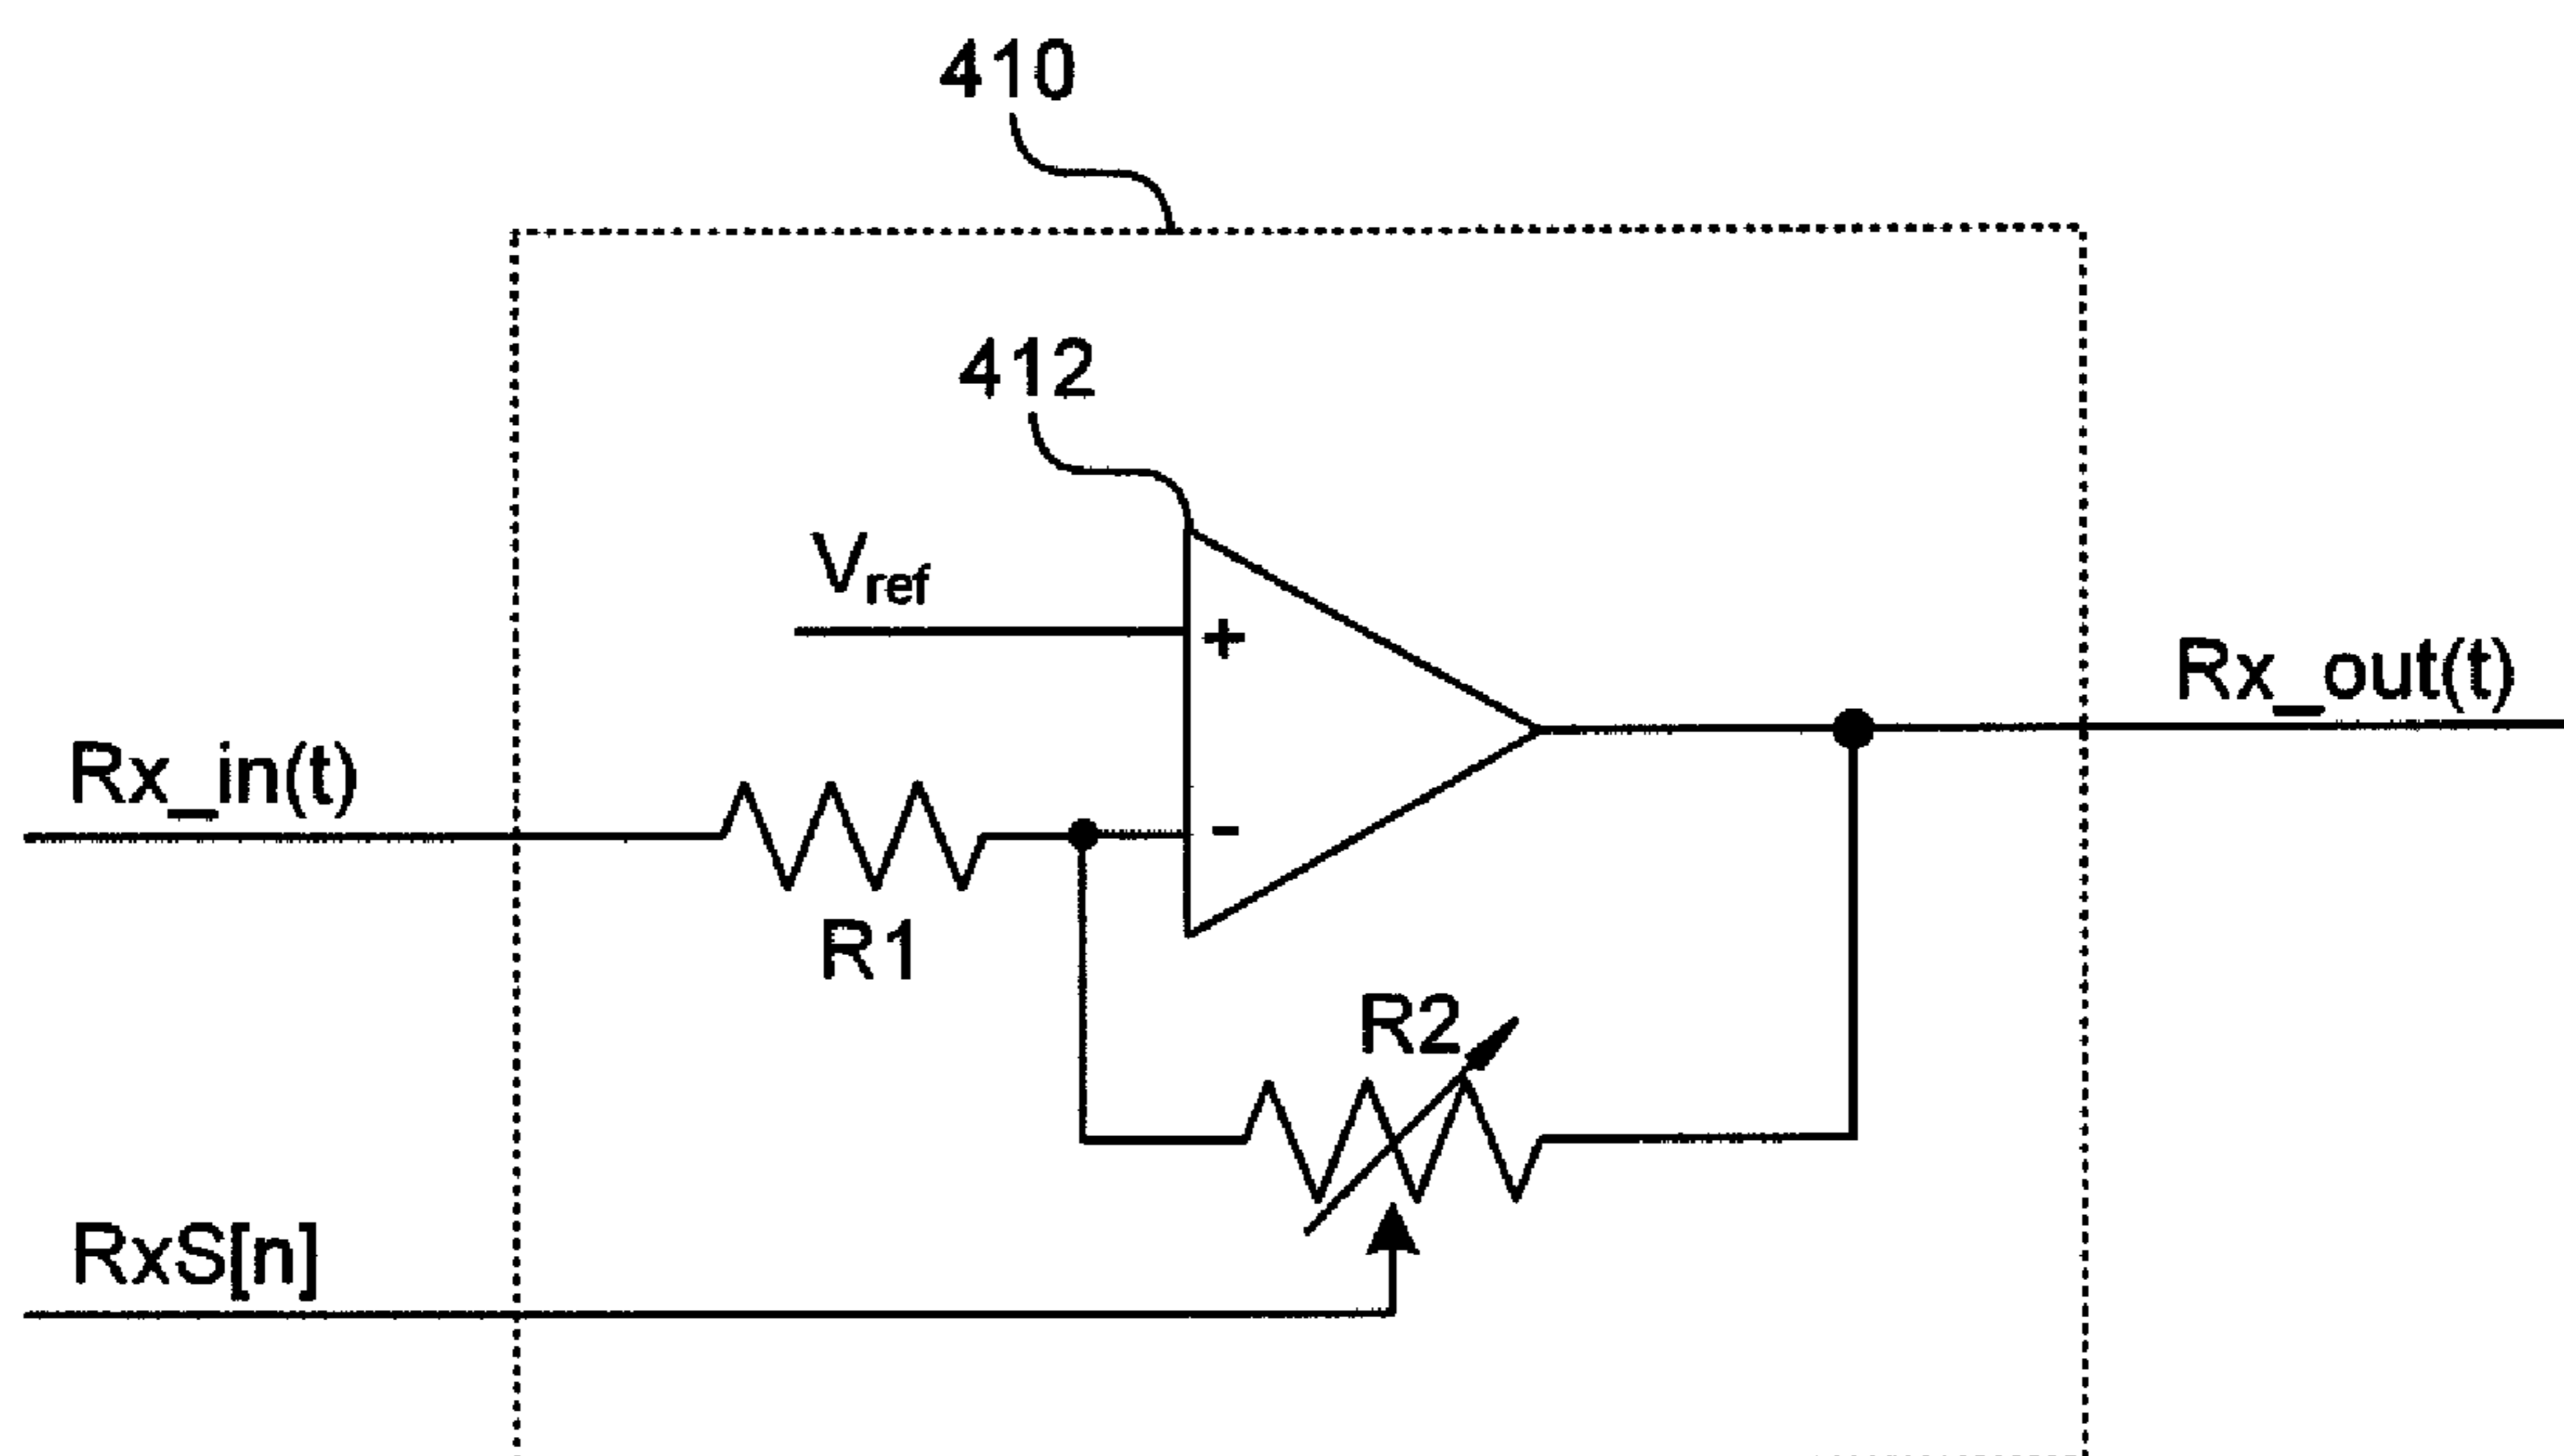 410
412
Vref
+
Rx_out(t)
Rx_in(t)
-
R1
R2
RxS[n]